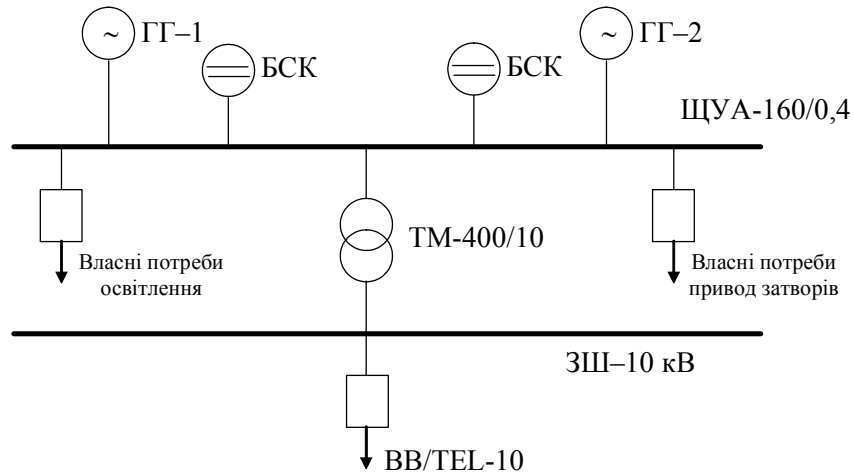 ГГ–1
БСК
БСК
ГГ–2
ЩУА-160/0,4
ТМ-400/10
Власні потреби
освітлення
Власні потреби
привод затворів
ЗШ–10 кВ
ВВ/TEL-10